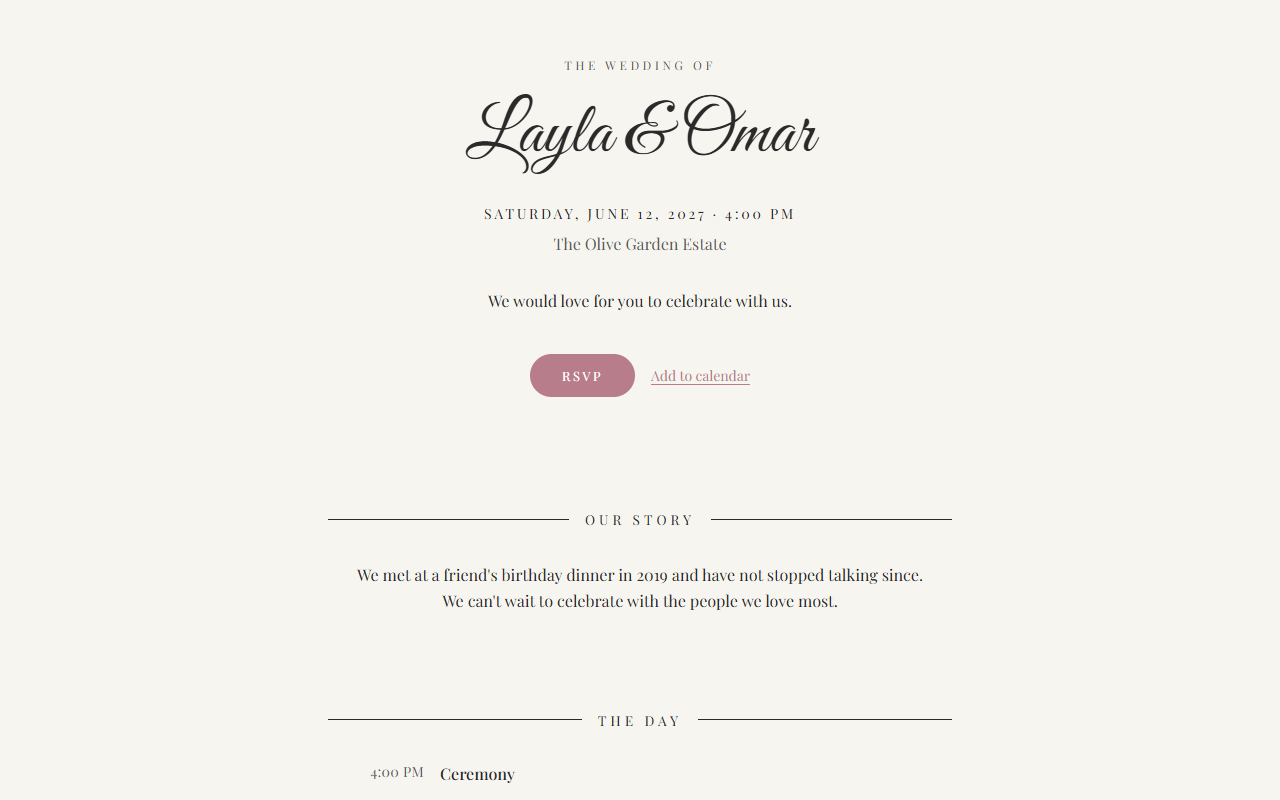 THE WEDDING OF
Layla & Omar
SATURDAY, JUNE 12, 2027 · 4:00 PM
The Olive Garden Estate
We would love for you to celebrate with us.
RSVP Add to calendar
OUR STORY
We met at a friend's birthday dinner in 2019 and have not stopped talking since.
We can't wait to celebrate with the people we love most.
THE DAY
4:00 PM Ceremony